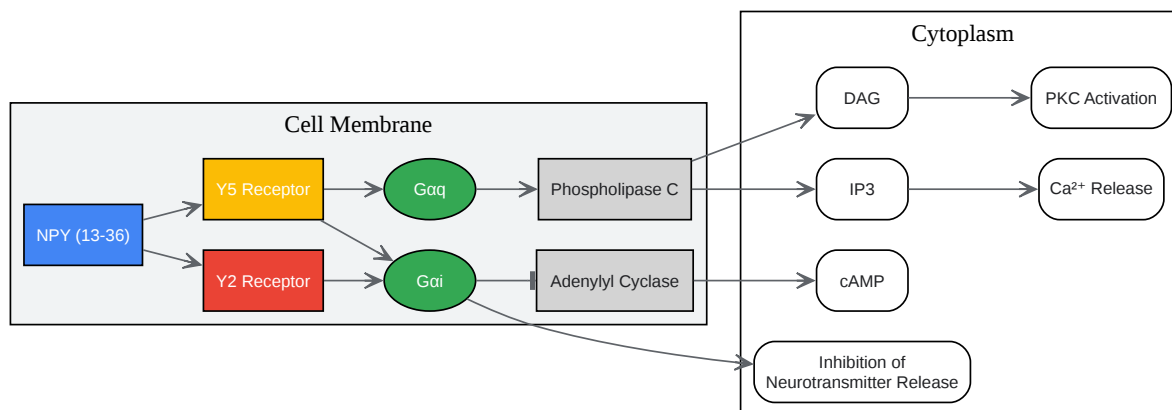 Cytoplasm
DAG
PKC Activation
Cell Membrane
Y5 Receptor
Gαq
Phospholipase C
IP3
Ca²⁺ Release
NPY (13-36)
Y2 Receptor
Gαi
Adenylyl Cyclase
cAMP
Inhibition of
Neurotransmitter Release